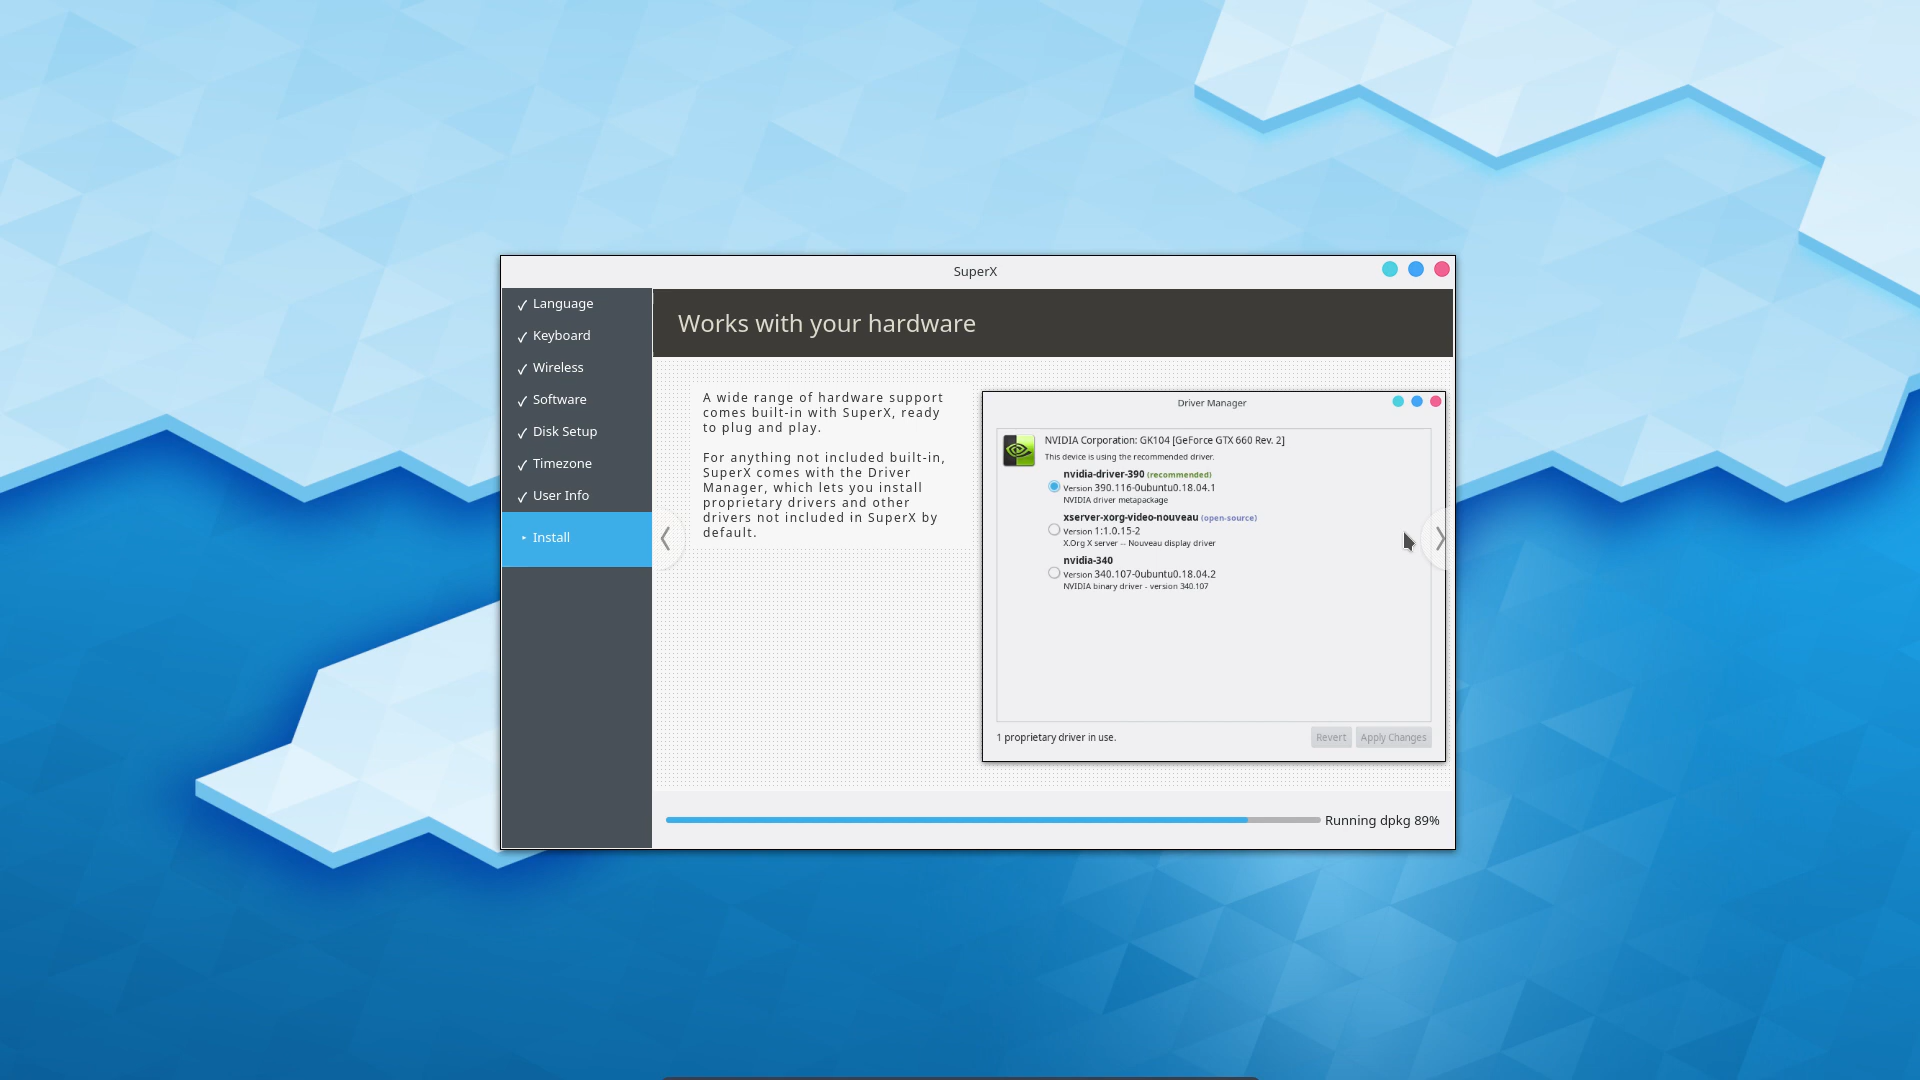 SuperX
✓ Language
✓ Keyboard
✓ Wireless
✓ Software
✓ Disk Setup
✓ Timezone
✓ User Info
‣ Install
Works with your hardware
A wide range of hardware support
comes built-in with SuperX, ready
to plug and play.
For anything not included built-in,
SuperX comes with the Driver
Manager, which lets you install
proprietary drivers and other
drivers not included in SuperX by
default.
Driver Manager
NVIDIA Corporation: GK104 [GeForce GTX 660 Rev. 2]
This device is using the recommended driver.
nvidia-driver-390 (recommended)
Version 390.116-0ubuntu0.18.04.1
NVIDIA driver metapackage
xserver-xorg-video-nouveau (open-source)
Version 1:1.0.15-2
X.Org X server -- Nouveau display driver
nvidia-340
Version 340.107-0ubuntu0.18.04.2
NVIDIA binary driver - version 340.107
1 proprietary driver in use.
Revert
Apply Changes
Running dpkg 89%